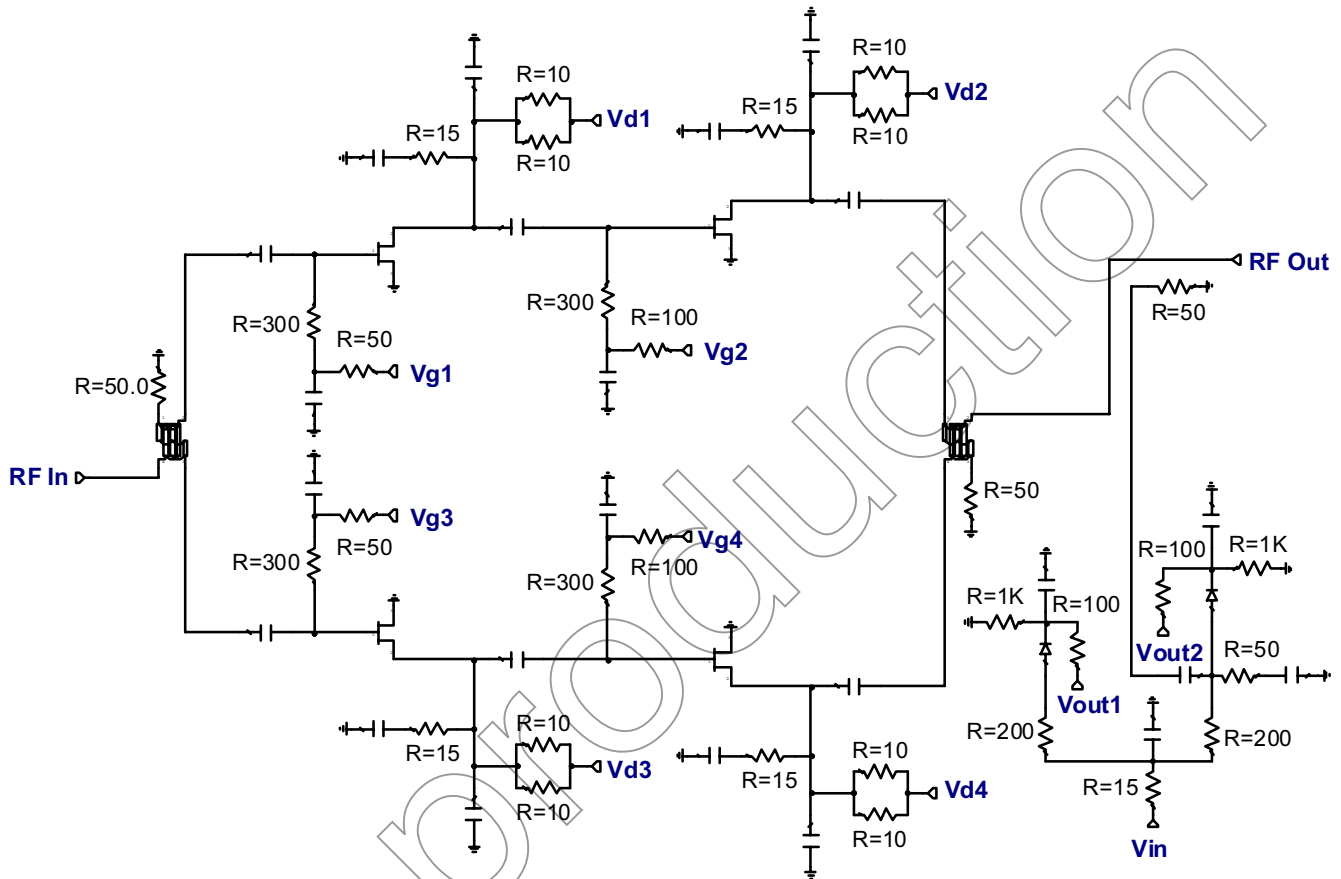 R=10
R=10
Vd1
Vd2
R=15
R=15
R=10
R=10
RF Out
R=300
R=50
R=300
R=100
R=50
Vg1
Vg2
R=50.0
RF In
R=50
Vg3
Vg4
R=50
R=100
R=100
R=1K
R=300
R=300
R=1K
R=100
Vout2
R=50
Vout1
R=10
R=200
R=200
R=15
Vd3
R=10
R=15
Vd4
R=15
R=10
R=10
Vin
production